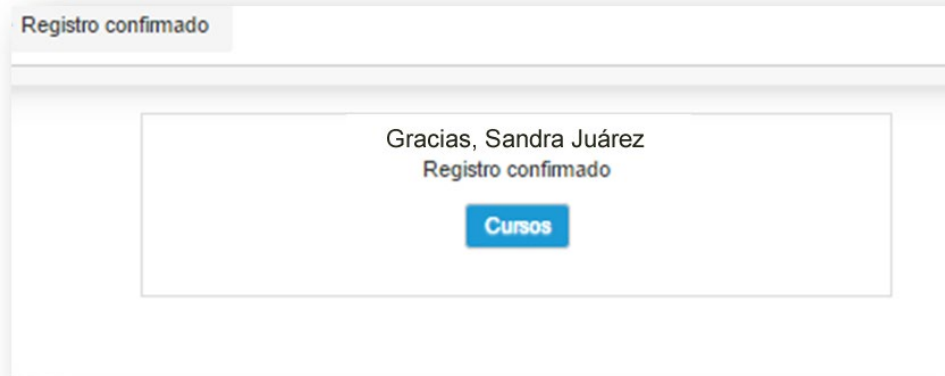 Registro confirmado
Gracias, Sandra Juárez
Registro confirmado
Cursos